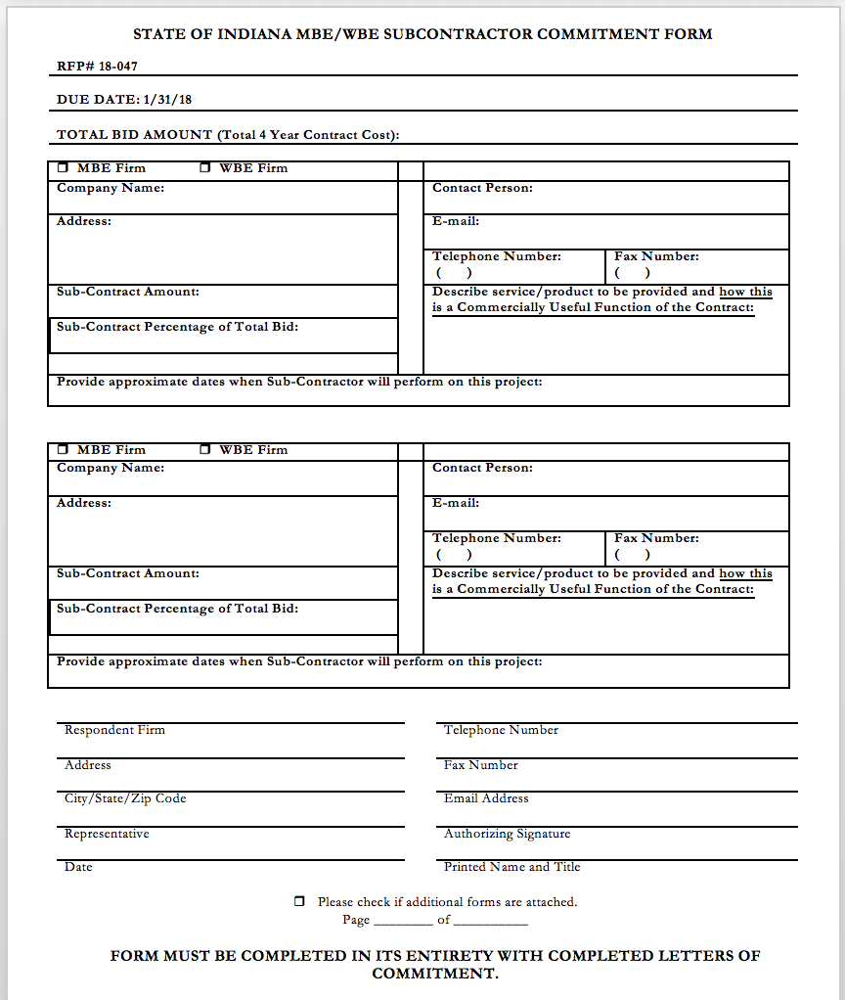 STATE OF INDIANA MBE/WBE SUBCONTRACTOR COMMITMENT FORM
RFP# 18-047
DUE DATE: 1/31/18
TOTAL BID AMOUNT (Total 4 Year Contract Cost):
❒ MBE Firm ❒ WBE Firm
Company Name: Contact Person:
Address: E-mail:
Telephone Number: Fax Number:
( ) ( )
Sub-Contract Amount: Describe service/product to be provided and how this
is a Commercially Useful Function of the Contract:
Sub-Contract Percentage of Total Bid:
Provide approximate dates when Sub-Contractor will perform on this project:
❒ MBE Firm ❒ WBE Firm
Company Name: Contact Person:
Address: E-mail:
Telephone Number: Fax Number:
( ) ( )
Sub-Contract Amount: Describe service/product to be provided and how this
is a Commercially Useful Function of the Contract:
Sub-Contract Percentage of Total Bid:
Provide approximate dates when Sub-Contractor will perform on this project:
Respondent Firm Telephone Number
Address Fax Number
City/State/Zip Code Email Address
Representative Authorizing Signature
Date Printed Name and Title
❒ Please check if additional forms are attached.
Page ________ of __________
FORM MUST BE COMPLETED IN ITS ENTIRETY WITH COMPLETED LETTERS OF
COMMITMENT.